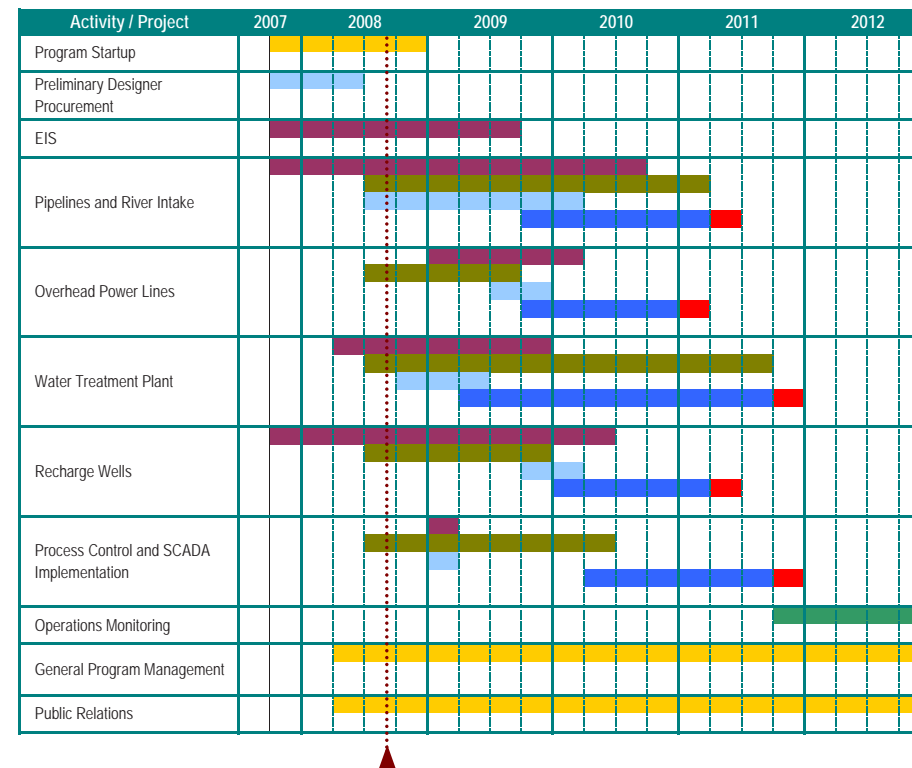 Activity / Project 2007 2008 2009 2010 2011 2012
Program Startup
Preliminary Designer
Procurement
EIS
Pipelines and River Intake
Overhead Power Lines
Water Treatment Plant
Recharge Wells
Process Control and SCADA
Implementation
Operations Monitoring
General Program Management
Public Relations